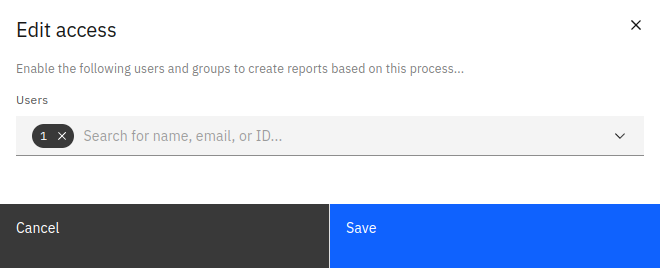 Edit access
Enable the following users and groups to create reports based on this process...
Users
1 Search for name, email, or ID...
Cancel Save